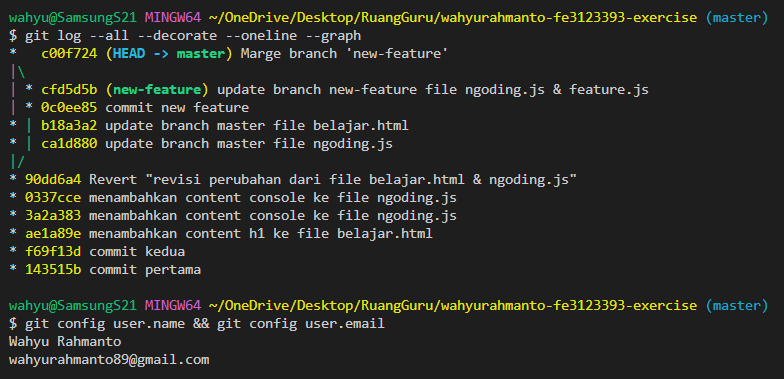 wahyu@SamsungS21 MINGW64 ~/OneDrive/Desktop/RuangGuru/wahyurahmanto-fe3123393-exercise (master)
$ git log --all --decorate --oneline --graph
*   c00f724 (HEAD -> master) Marge branch 'new-feature'
|\
| * cfd5d5b (new-feature) update branch new-feature file ngoding.js & feature.js
| * 0c0ee85 commit new feature
* | b18a3a2 update branch master file belajar.html
* | ca1d880 update branch master file ngoding.js
|/
* 90dd6a4 Revert "revisi perubahan dari file belajar.html & ngoding.js"
* 0337cce menambahkan content console ke file ngoding.js
* 3a2a383 menambahkan content console ke file ngoding.js
* ae1a89e menambahkan content h1 ke file belajar.html
* f69f13d commit kedua
* 143515b commit pertama
wahyu@SamsungS21 MINGW64 ~/OneDrive/Desktop/RuangGuru/wahyurahmanto-fe3123393-exercise (master)
$ git config user.name && git config user.email
Wahyu Rahmanto
wahyurahmanto89@gmail.com